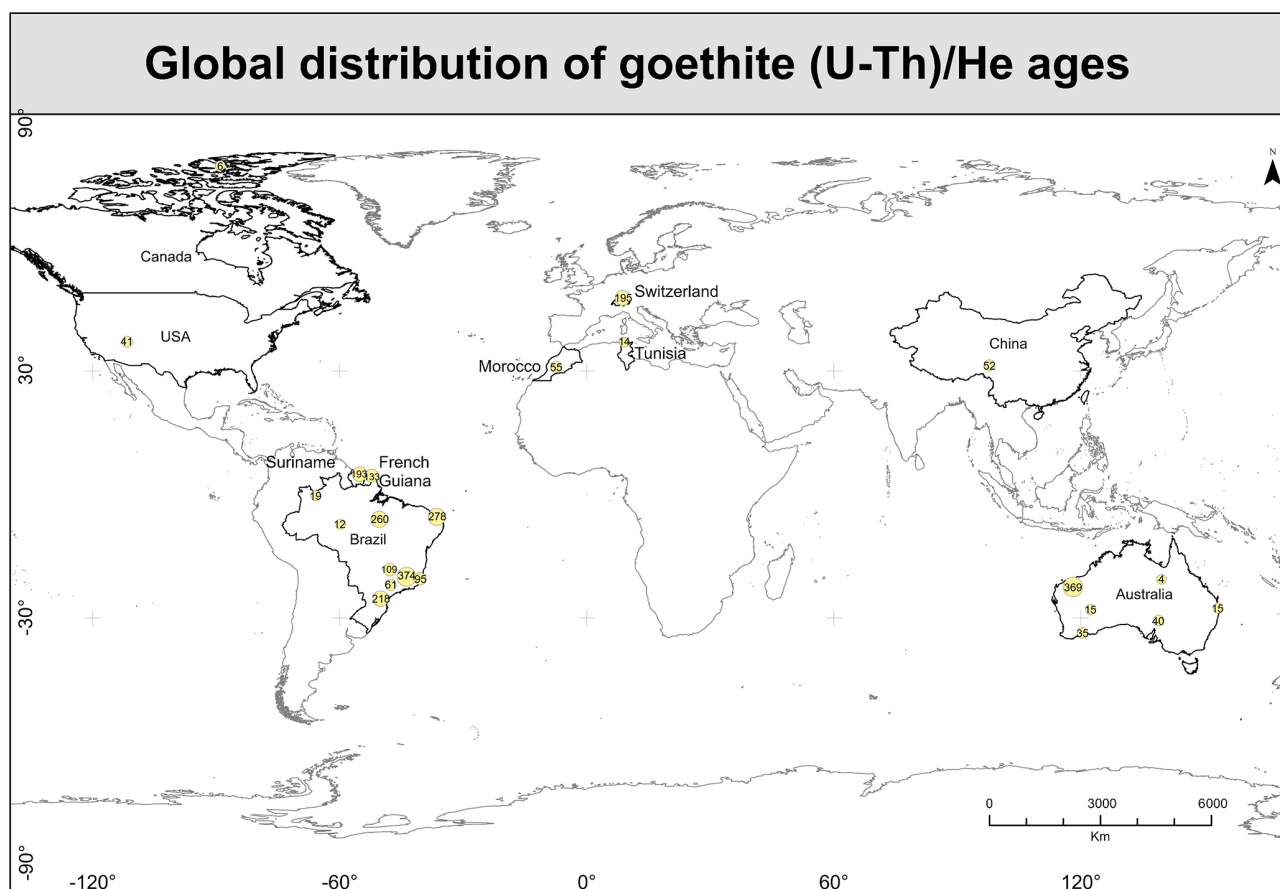 Global distribution of goethite (U-Th)/He ages
90°
N
6
Canada
195 Switzerland
41
USA
14
Tunisia
China
30°
Morocco 55
52
Suriname
French
193
133
Guiana
19
278
12
260
Brazil
109
374
95
61
218
369
4
Australia
15
15
-30°
40
35
0
3000
6000
Km
-90°
-120°
-60°
0°
60°
120°